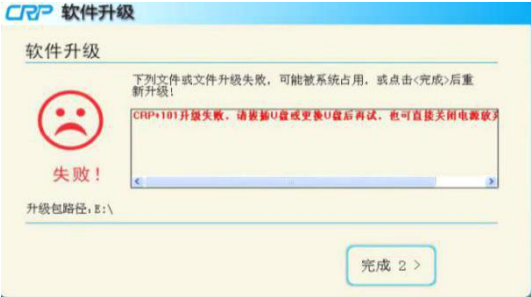 CRP 软件升级
软件升级
下列文件或文件升级失败，可能被系统占用，或点击<完成>后重
新升级!
CRP+101升级失败，请拔插U盘或更换U盘后再试，也可直接关闭电源放弃
失败!
升级包路径:E:\
完成 2 >